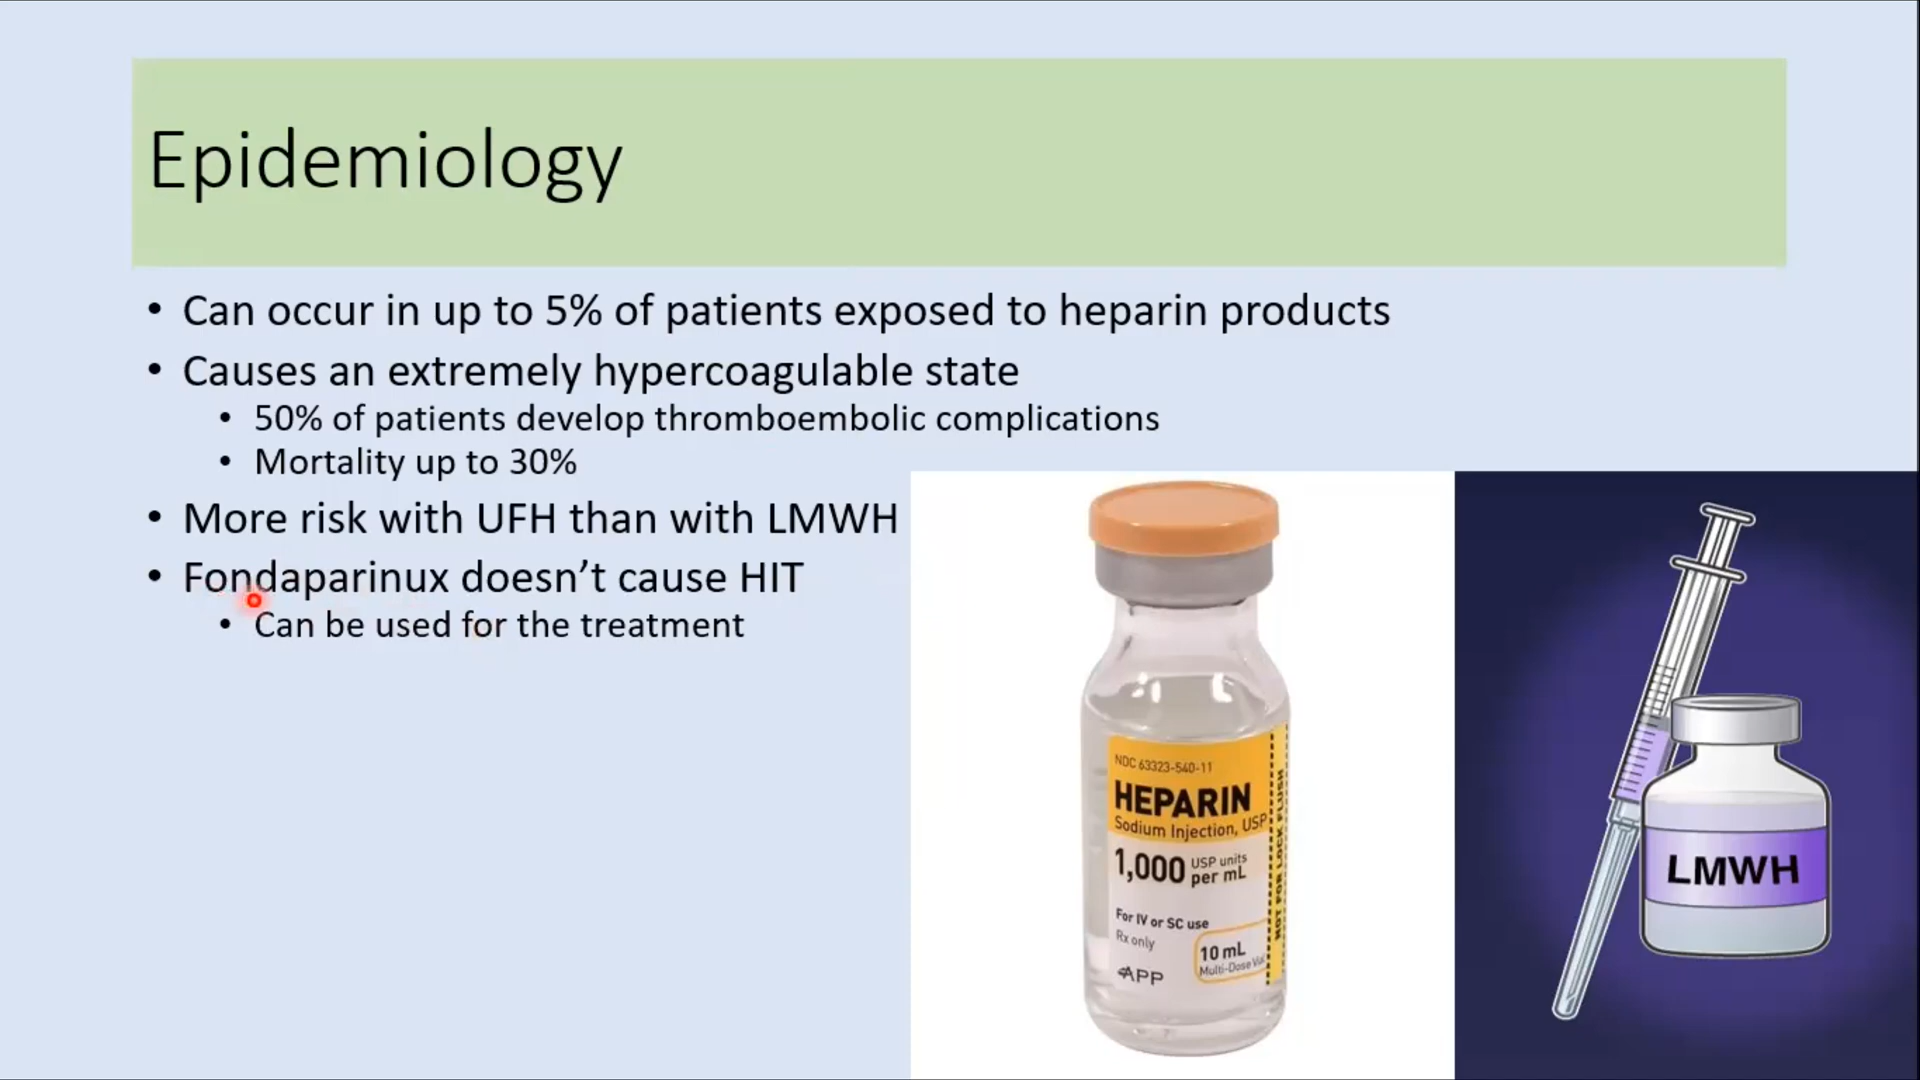 Epidemiology
• Can occur in up to 5% of patients exposed to heparin products
• Causes an extremely hypercoagulable state
• 50% of patients develop thromboembolic complications
• Mortality up to 30%
• More risk with UFH than with LMWH
• Fondaparinux doesn’t cause HIT
• Can be used for the treatment
NDC 63323-540-11
HEPARIN
Sodium Injection, USP
1,000 USP units
per mL
For IV or SC use
Rx only
10 mL
Multi-Dose Vial
APP
NOT FOR LOCK FLUSH
LMWH